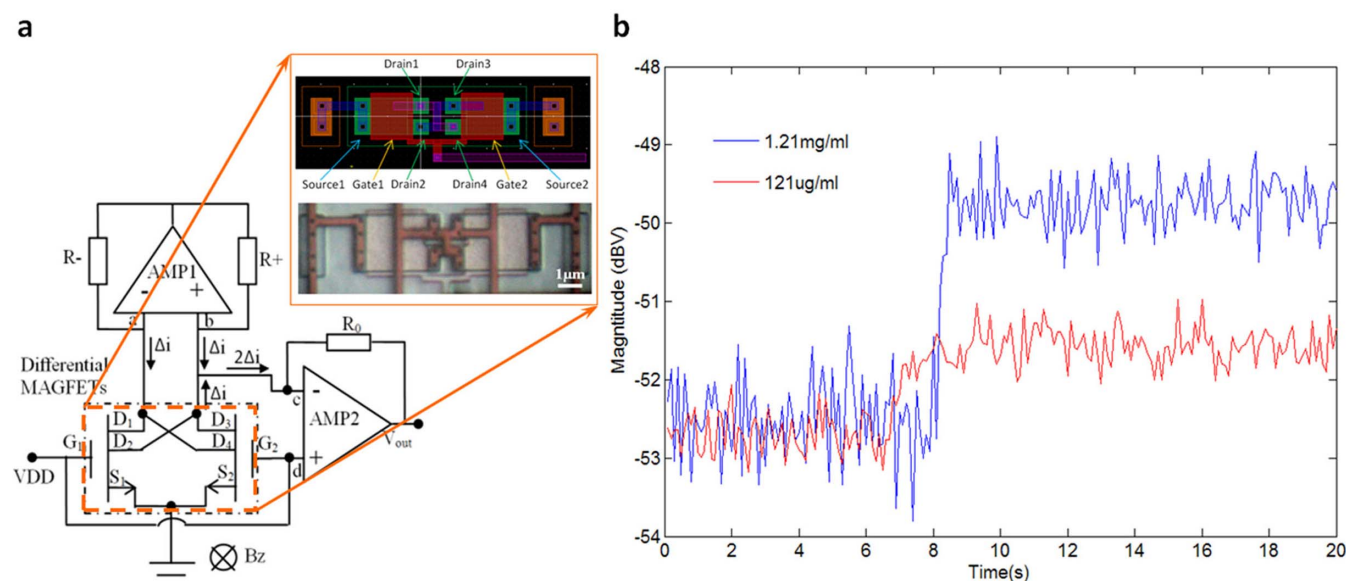 a
b
Drain1
Drain3
Source1
Gate1
Drain2
Drain4
Gate2
Source2
1μm
R-
AMP1
R+
-
+
a
b
Δi
Δi
2Δi
R0
Differential
MAGFETs
Δi
c
-
AMP2
Vout
D1
D3
G1
D2
D4
G2
d
+
VDD
S1
S2
Bz
-48
-49
-50
-51
-52
-53
-54
Magntitude (dBV)
1.21mg/ml
121ug/ml
0
2
4
6
8
10
12
14
16
18
20
Time(s)